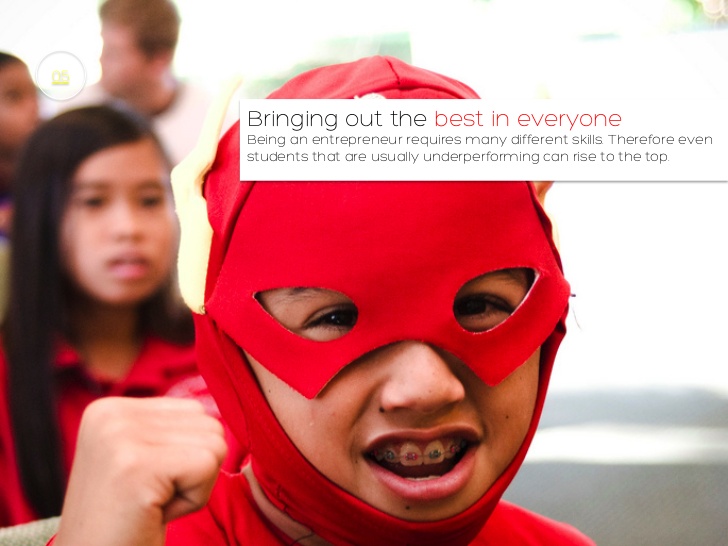 05
Bringing out the best in everyone
Being an entrepreneur requires many different skills. Therefore even
students that are usually underperforming can rise to the top.